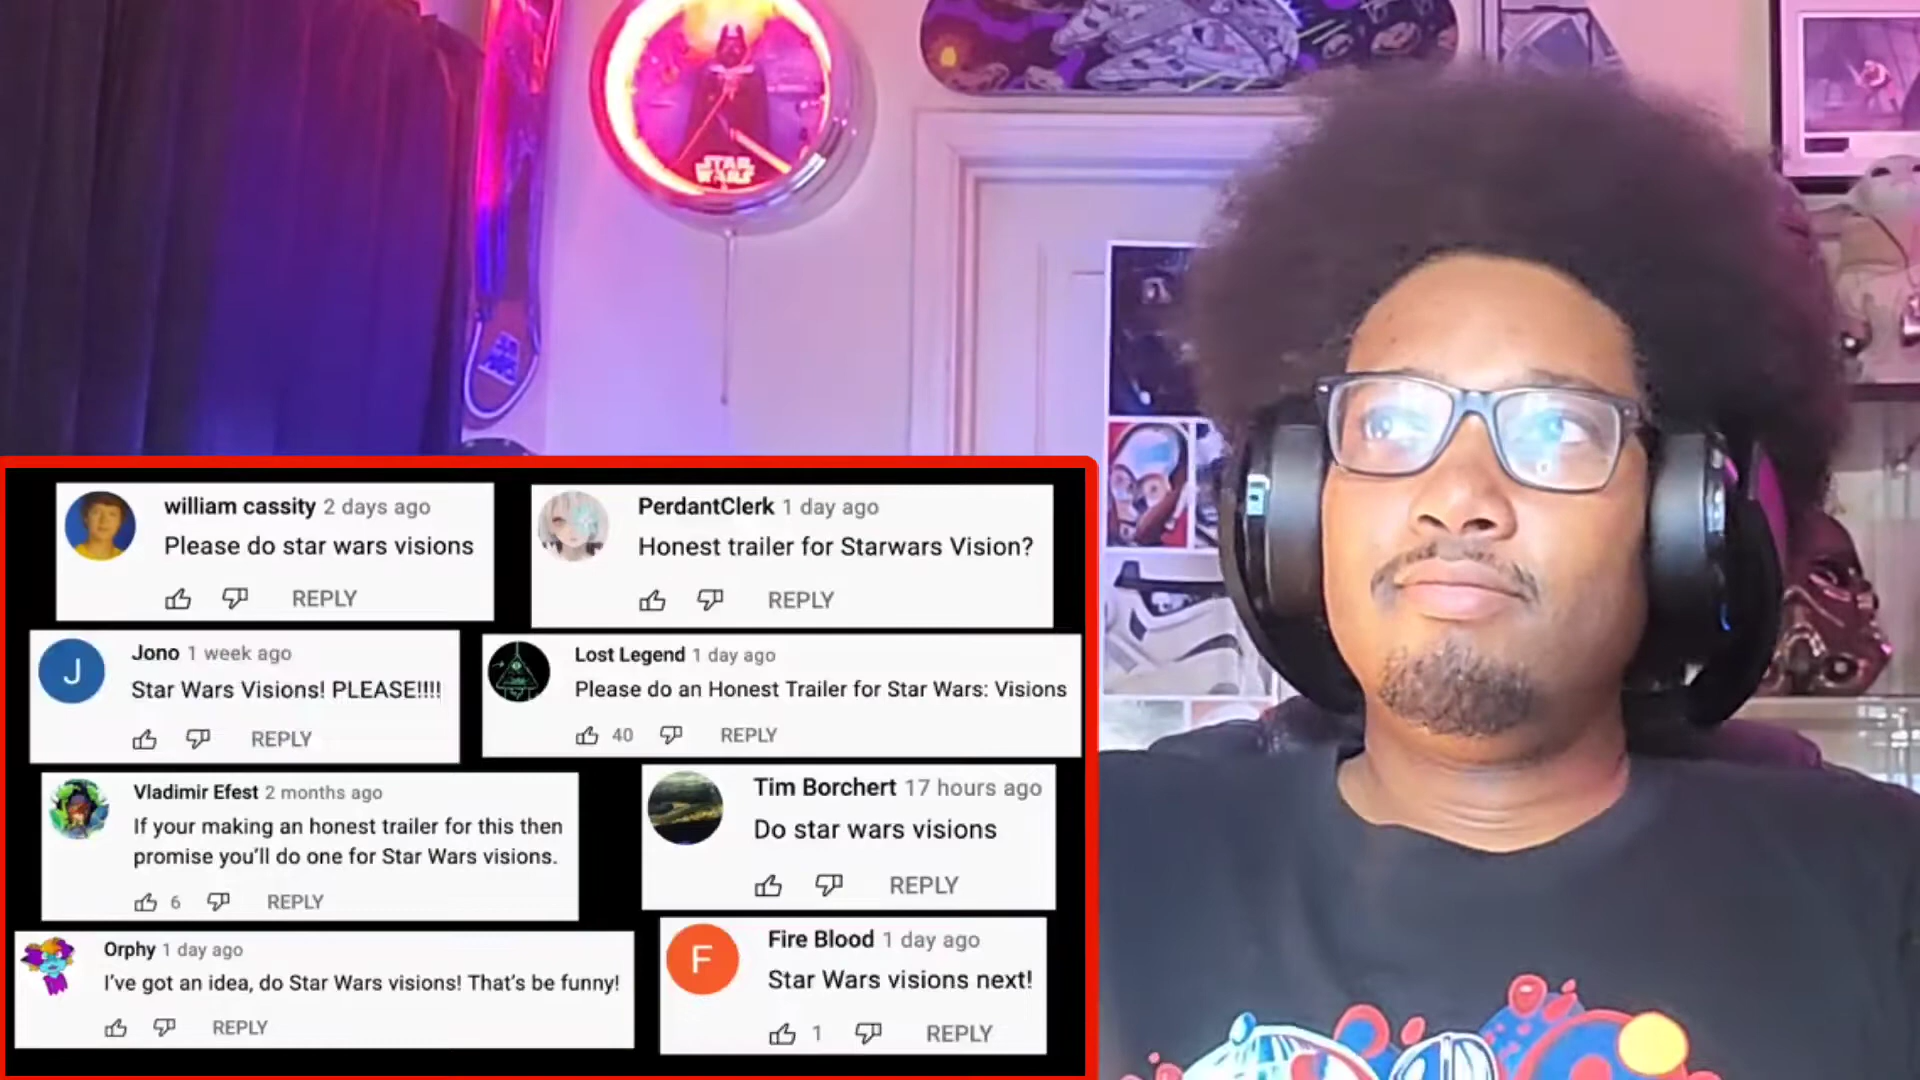 STAR
WARS
william cassity 2 days ago
Please do star wars visions
REPLY
PerdantClerk 1 day ago
Honest trailer for Starwars Vision?
REPLY
J
Jono 1 week ago
Star Wars Visions! PLEASE!!!!
REPLY
Lost Legend 1 day ago
Please do an Honest Trailer for Star Wars: Visions
40 REPLY
Vladimir Efest 2 months ago
If your making an honest trailer for this then
promise you'll do one for Star Wars visions.
6 REPLY
Tim Borchert 17 hours ago
Do star wars visions
REPLY
Orphy 1 day ago
I've got an idea, do Star Wars visions! That's be funny!
REPLY
F
Fire Blood 1 day ago
Star Wars visions next!
1 REPLY